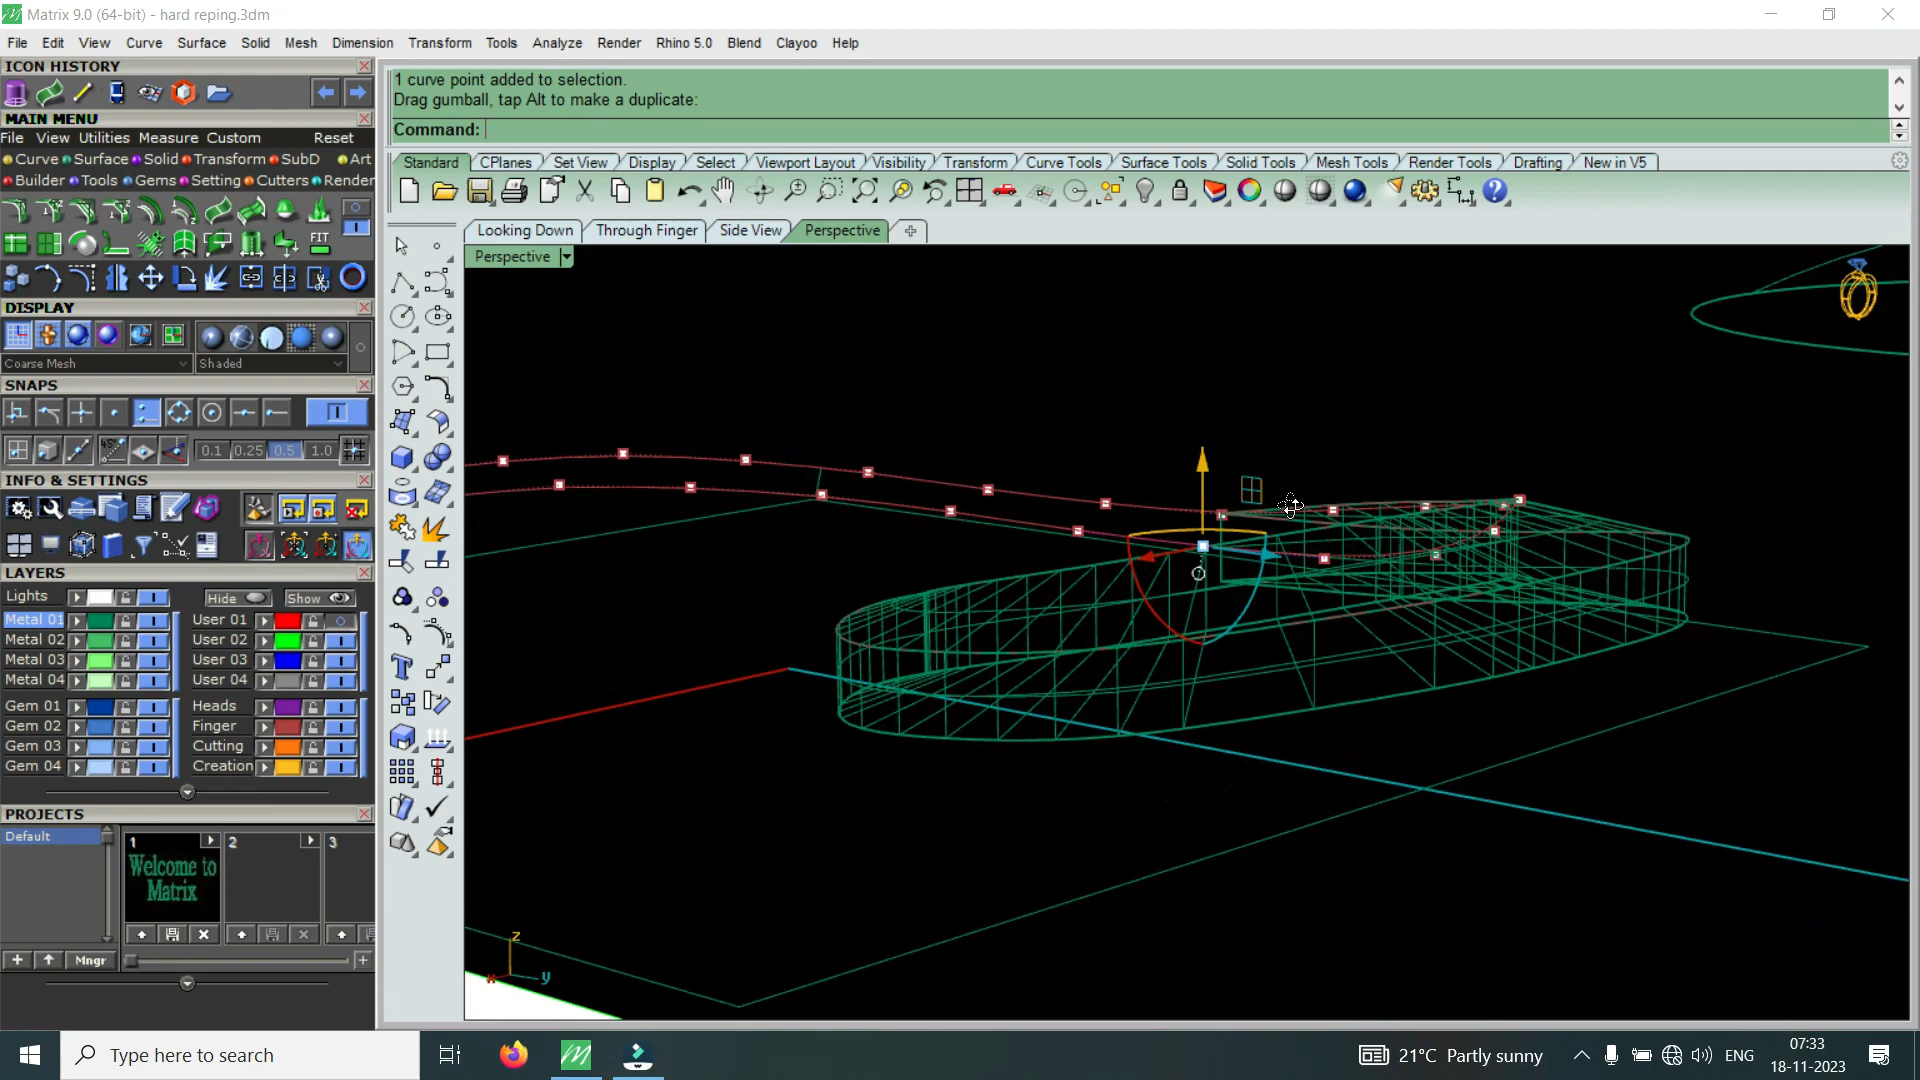 Matrix 9.0 (64-bit) - hard reping.3dm
File Edit View Curve Surface Solid Mesh Dimension Transform Tools Analyze Render Rhino 5.0 Blend Clayoo Help
ICON HISTORY
MAIN MENU
File View Utilities Measure Custom Reset
Curve Surface Solid Transform SubD Art
Builder Tools Gems Setting Cutters Render
FIT
DISPLAY
Coarse Mesh Shaded
SNAPS
0.1 0.25 0.5 1.0
INFO & SETTINGS
LAYERS
Lights Hide Show
Metal 01 User 01
Metal 02 User 02
Metal 03 User 03
Metal 04 User 04
Gem 01 Heads
Gem 02 Finger
Gem 03 Cutting
Gem 04 Creation
PROJECTS
Default 1 2 3
Welcome to
Matrix
Mngr
1 curve point added to selection.
Drag gumball, tap Alt to make a duplicate:
Command:
Standard CPlanes Set View Display Select Viewport Layout Visibility Transform Curve Tools Surface Tools Solid Tools Mesh Tools Render Tools Drafting New in V5
Looking Down Through Finger Side View Perspective
Perspective
z
x y
Type here to search
21°C Partly sunny
ENG
07:33
18-11-2023